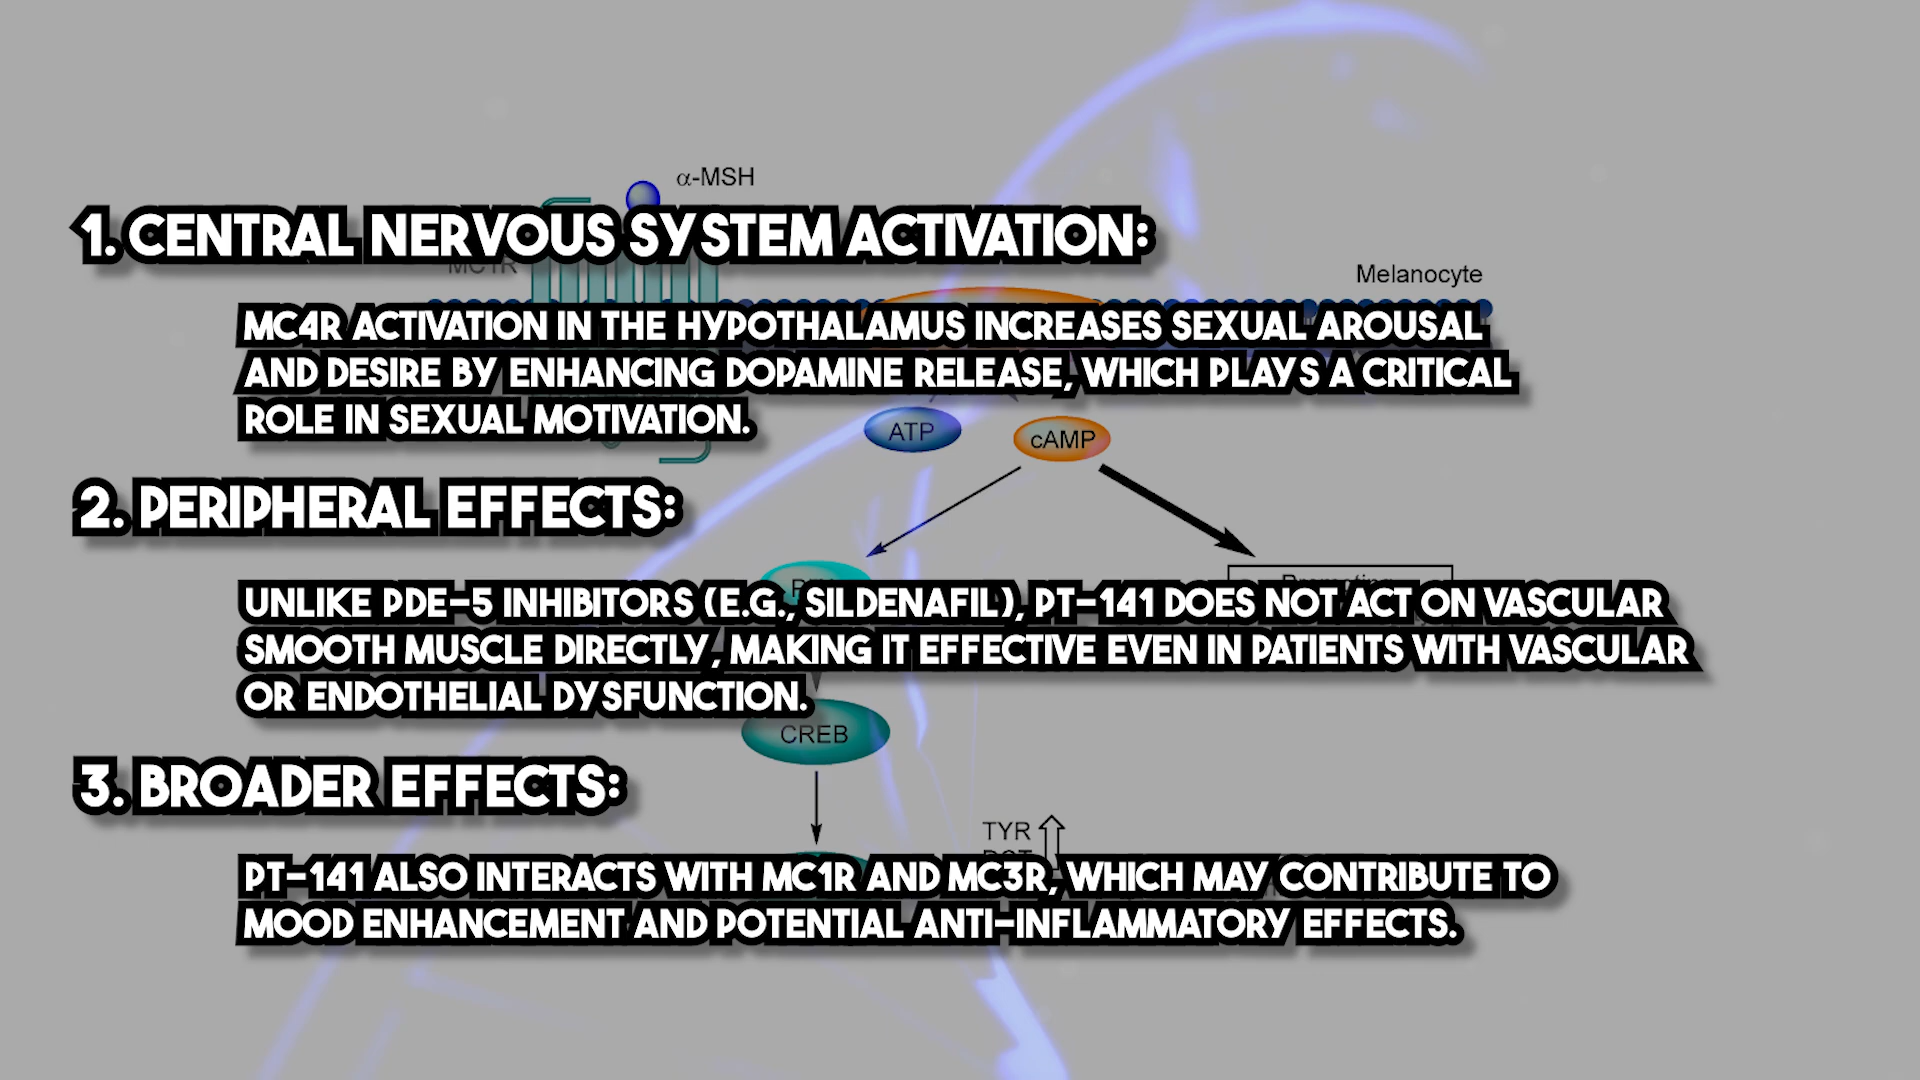 α-MSH
1. CENTRAL NERVOUS SYSTEM ACTIVATION:
MC1R
Melanocyte
MC4R ACTIVATION IN THE HYPOTHALAMUS INCREASES SEXUAL AROUSAL
AND DESIRE BY ENHANCING DOPAMINE RELEASE, WHICH PLAYS A CRITICAL
ROLE IN SEXUAL MOTIVATION.
ATP
cAMP
2. PERIPHERAL EFFECTS:
Promoting
UNLIKE PDE-5 INHIBITORS (E.G., SILDENAFIL), PT-141 DOES NOT ACT ON VASCULAR
SMOOTH MUSCLE DIRECTLY, MAKING IT EFFECTIVE EVEN IN PATIENTS WITH VASCULAR
OR ENDOTHELIAL DYSFUNCTION.
CREB
3. BROADER EFFECTS:
TYR
PT-141 ALSO INTERACTS WITH MC1R AND MC3R, WHICH MAY CONTRIBUTE TO
MOOD ENHANCEMENT AND POTENTIAL ANTI-INFLAMMATORY EFFECTS.